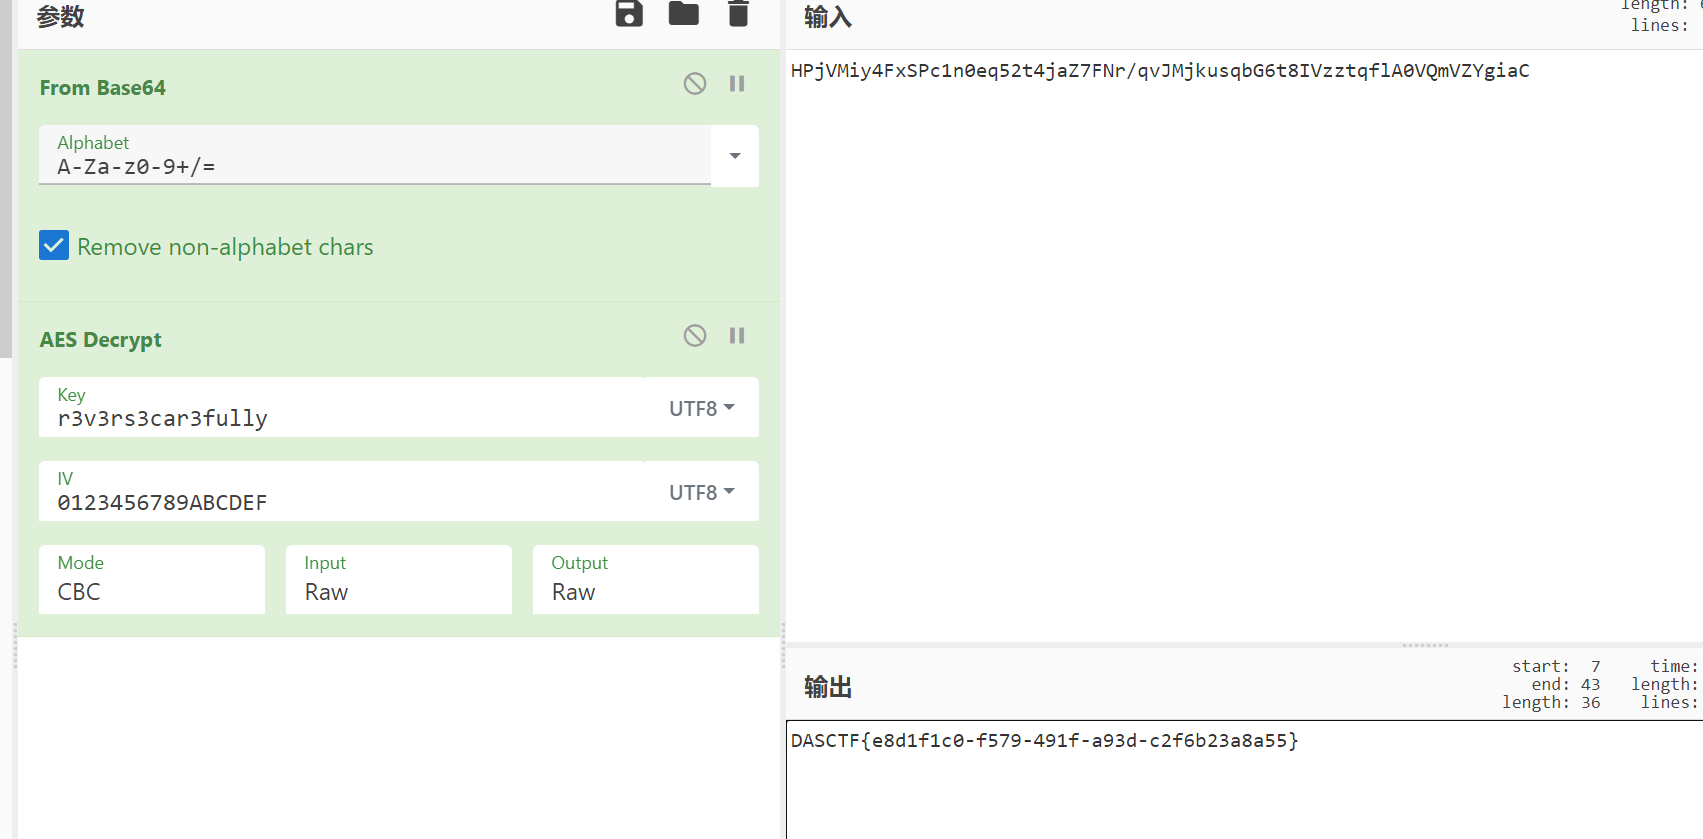 参数
From Base64
Alphabet
A-Za-z0-9+/=
Remove non-alphabet chars
AES Decrypt
Key
r3v3rs3car3fully
UTF8
IV
0123456789ABCDEF
UTF8
Mode
CBC
Input
Raw
Output
Raw
输入
length:
lines:
HPjVMiy4FxSPc1n0eq52t4jaZ7FNr/qvJMjkusqbG6t8IVzztqflA0VQmVZYgiaC
输出
start: 7 time:
end: 43 length:
length: 36 lines:
DASCTF{e8d1f1c0-f579-491f-a93d-c2f6b23a8a55}